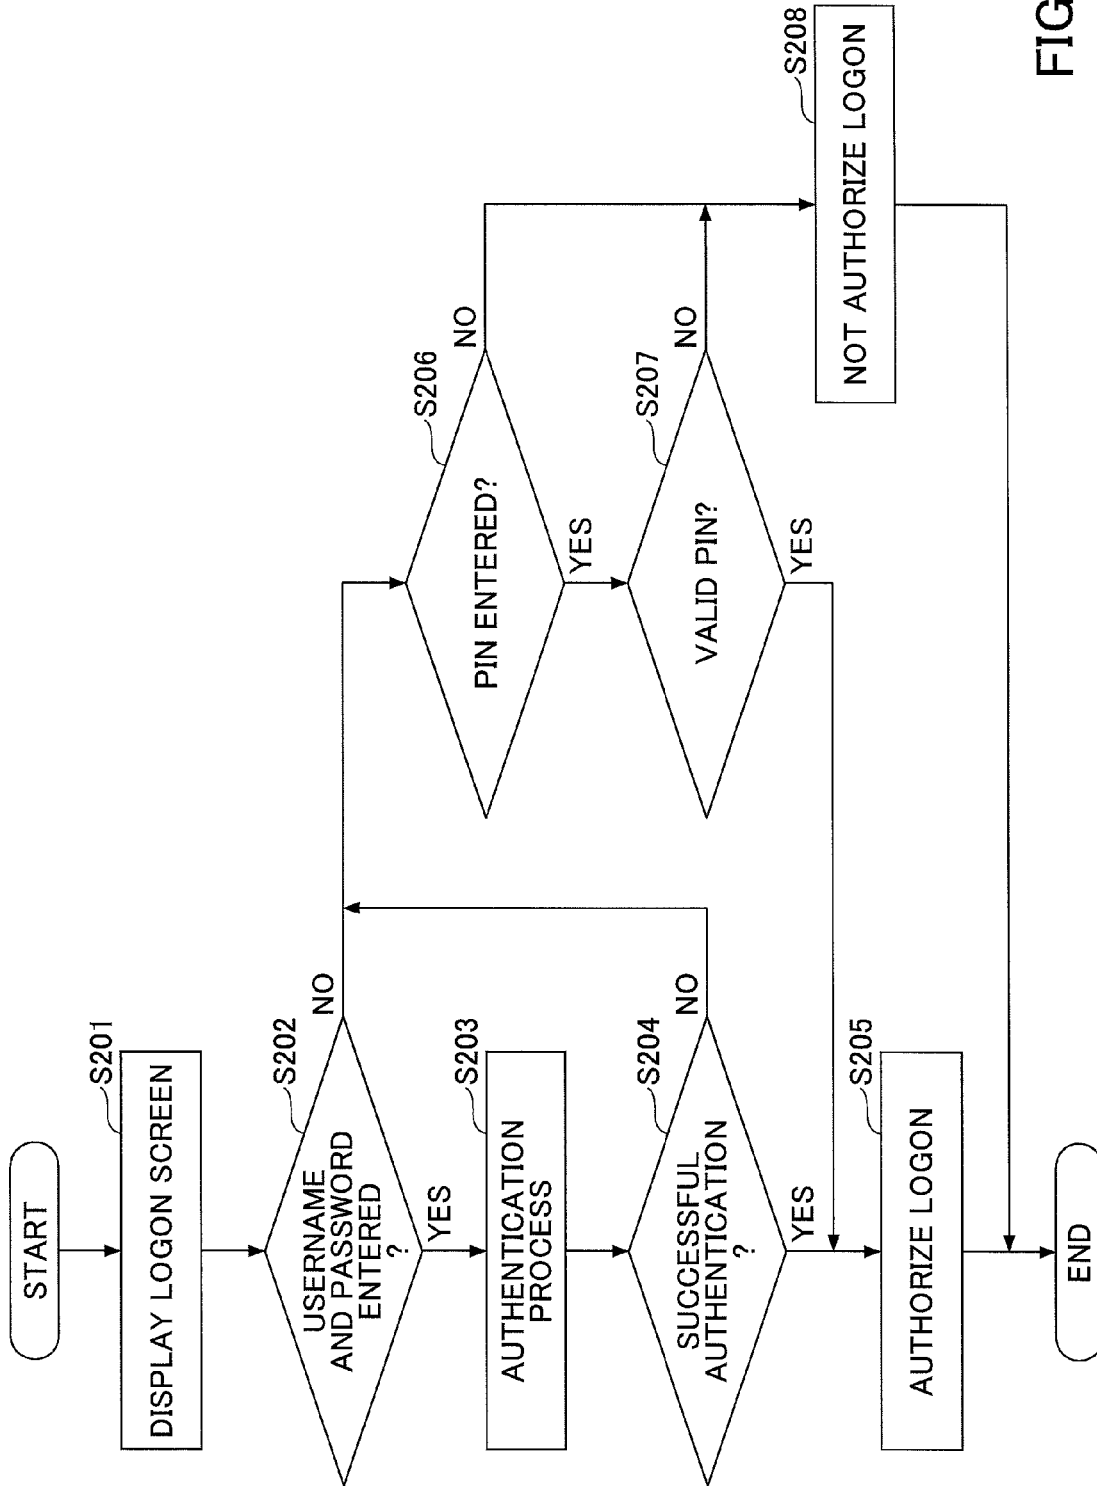 START
S201
DISPLAY LOGON SCREEN
S202
USERNAME
AND PASSWORD
ENTERED
?
NO
YES
S203
AUTHENTICATION
PROCESS
S204
SUCCESSFUL
AUTHENTICATION
?
NO
YES
S205
AUTHORIZE LOGON
END
S206
PIN ENTERED?
NO
YES
S207
VALID PIN?
NO
YES
S208
NOT AUTHORIZE LOGON
FIG